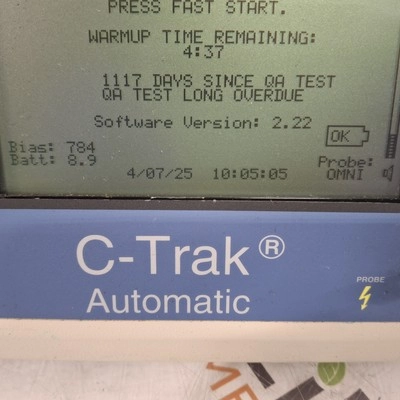 PRESS FAST START.
WARMUP TIME REMAINING:
4:37
1117 DAYS SINCE QA TEST
QA TEST LONG OVERDUE
Software Version: 2.22
OK
Bias: 784
Batt: 8.9
Probe:
4/07/25 10:05:05
OMNI
C-Trak®
Automatic
PROBE